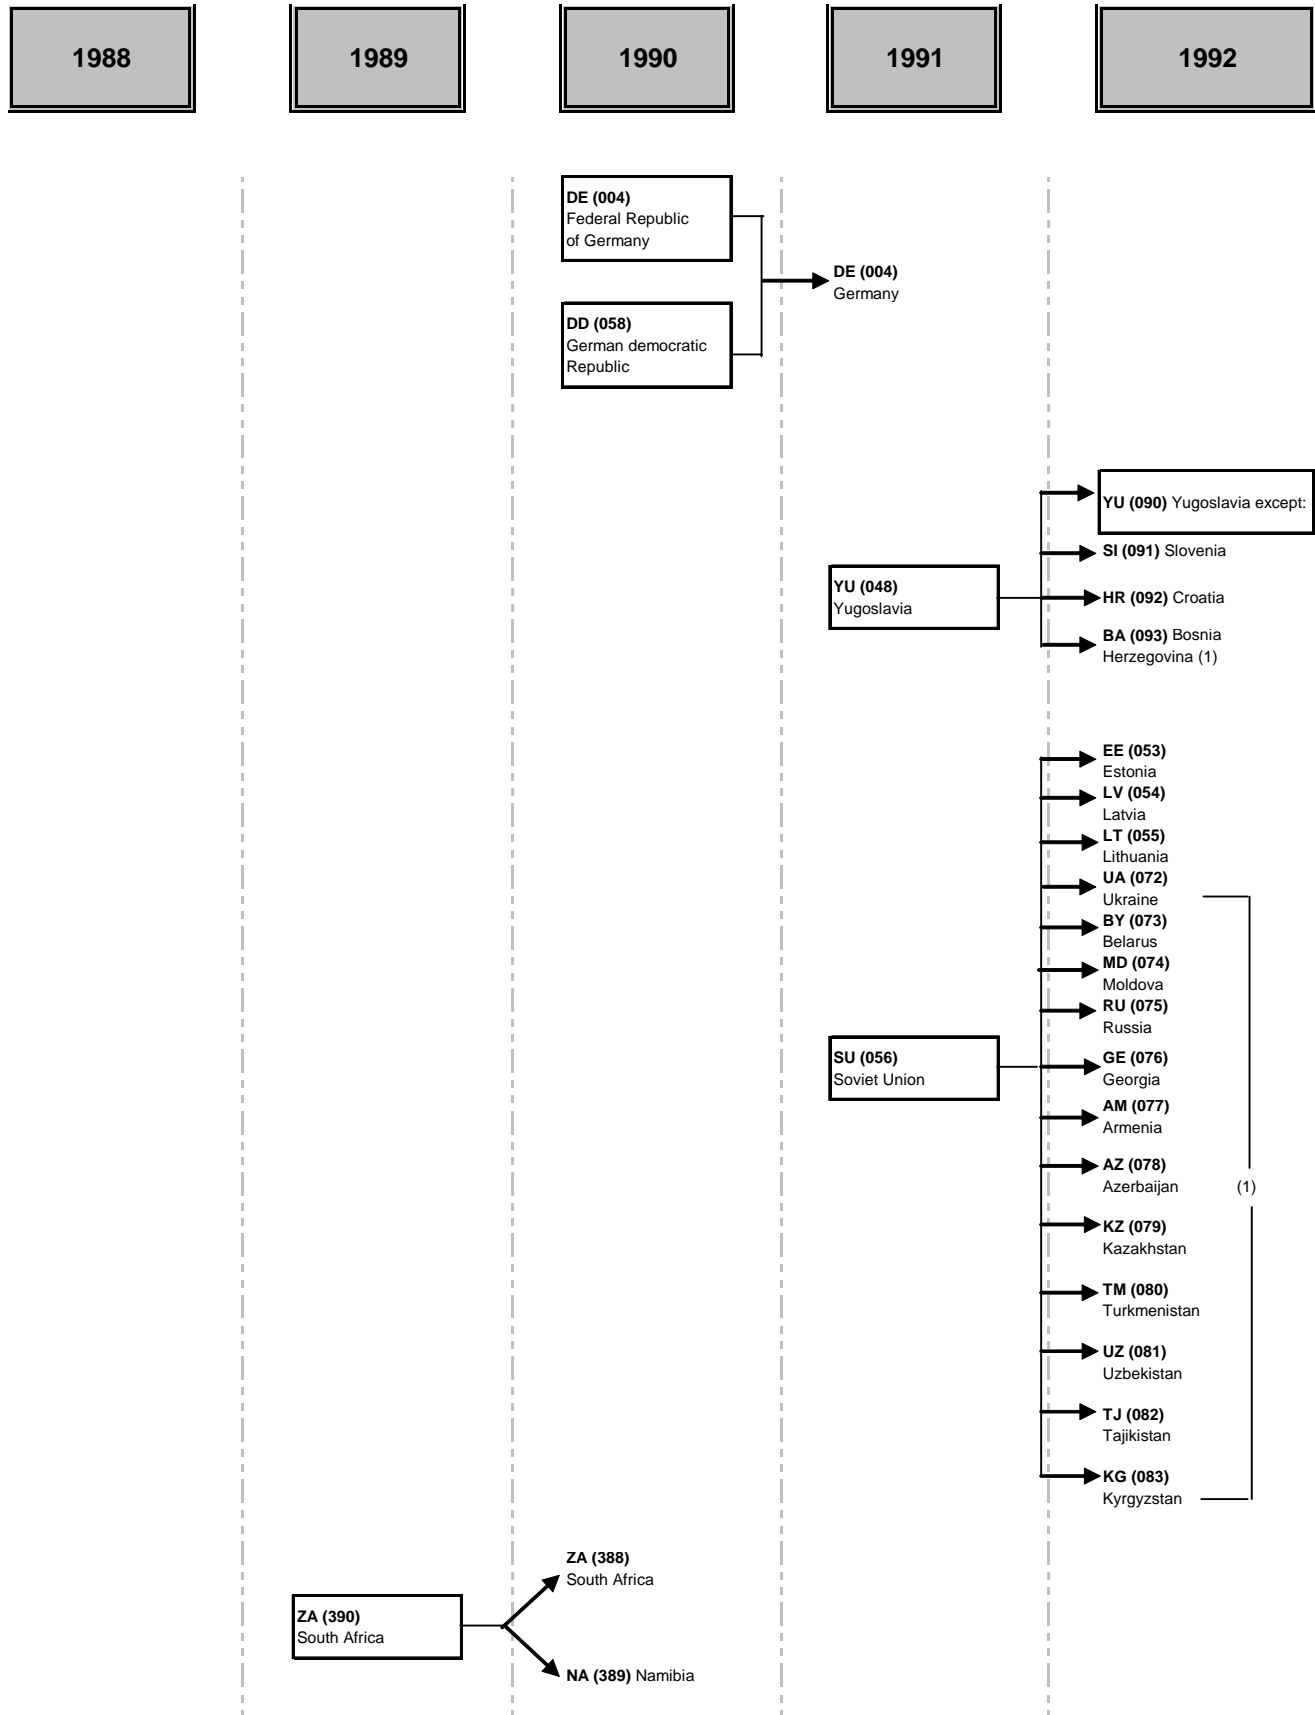 1988
1989
1990
1991
1992
DE (004)
Federal Republic
of Germany
DE (004)
Germany
DD (058)
German democratic
Republic
YU (090) Yugoslavia except:
SI (091) Slovenia
YU (048)
Yugoslavia
HR (092) Croatia
BA (093) Bosnia
Herzegovina (1)
EE (053)
Estonia
LV (054)
Latvia
LT (055)
Lithuania
UA (072)
Ukraine
BY (073)
Belarus
MD (074)
Moldova
RU (075)
Russia
SU (056)
Soviet Union
GE (076)
Georgia
AM (077)
Armenia
AZ (078)
Azerbaijan
(1)
KZ (079)
Kazakhstan
TM (080)
Turkmenistan
UZ (081)
Uzbekistan
TJ (082)
Tajikistan
KG (083)
Kyrgyzstan
ZA (388)
South Africa
ZA (390)
South Africa
NA (389) Namibia